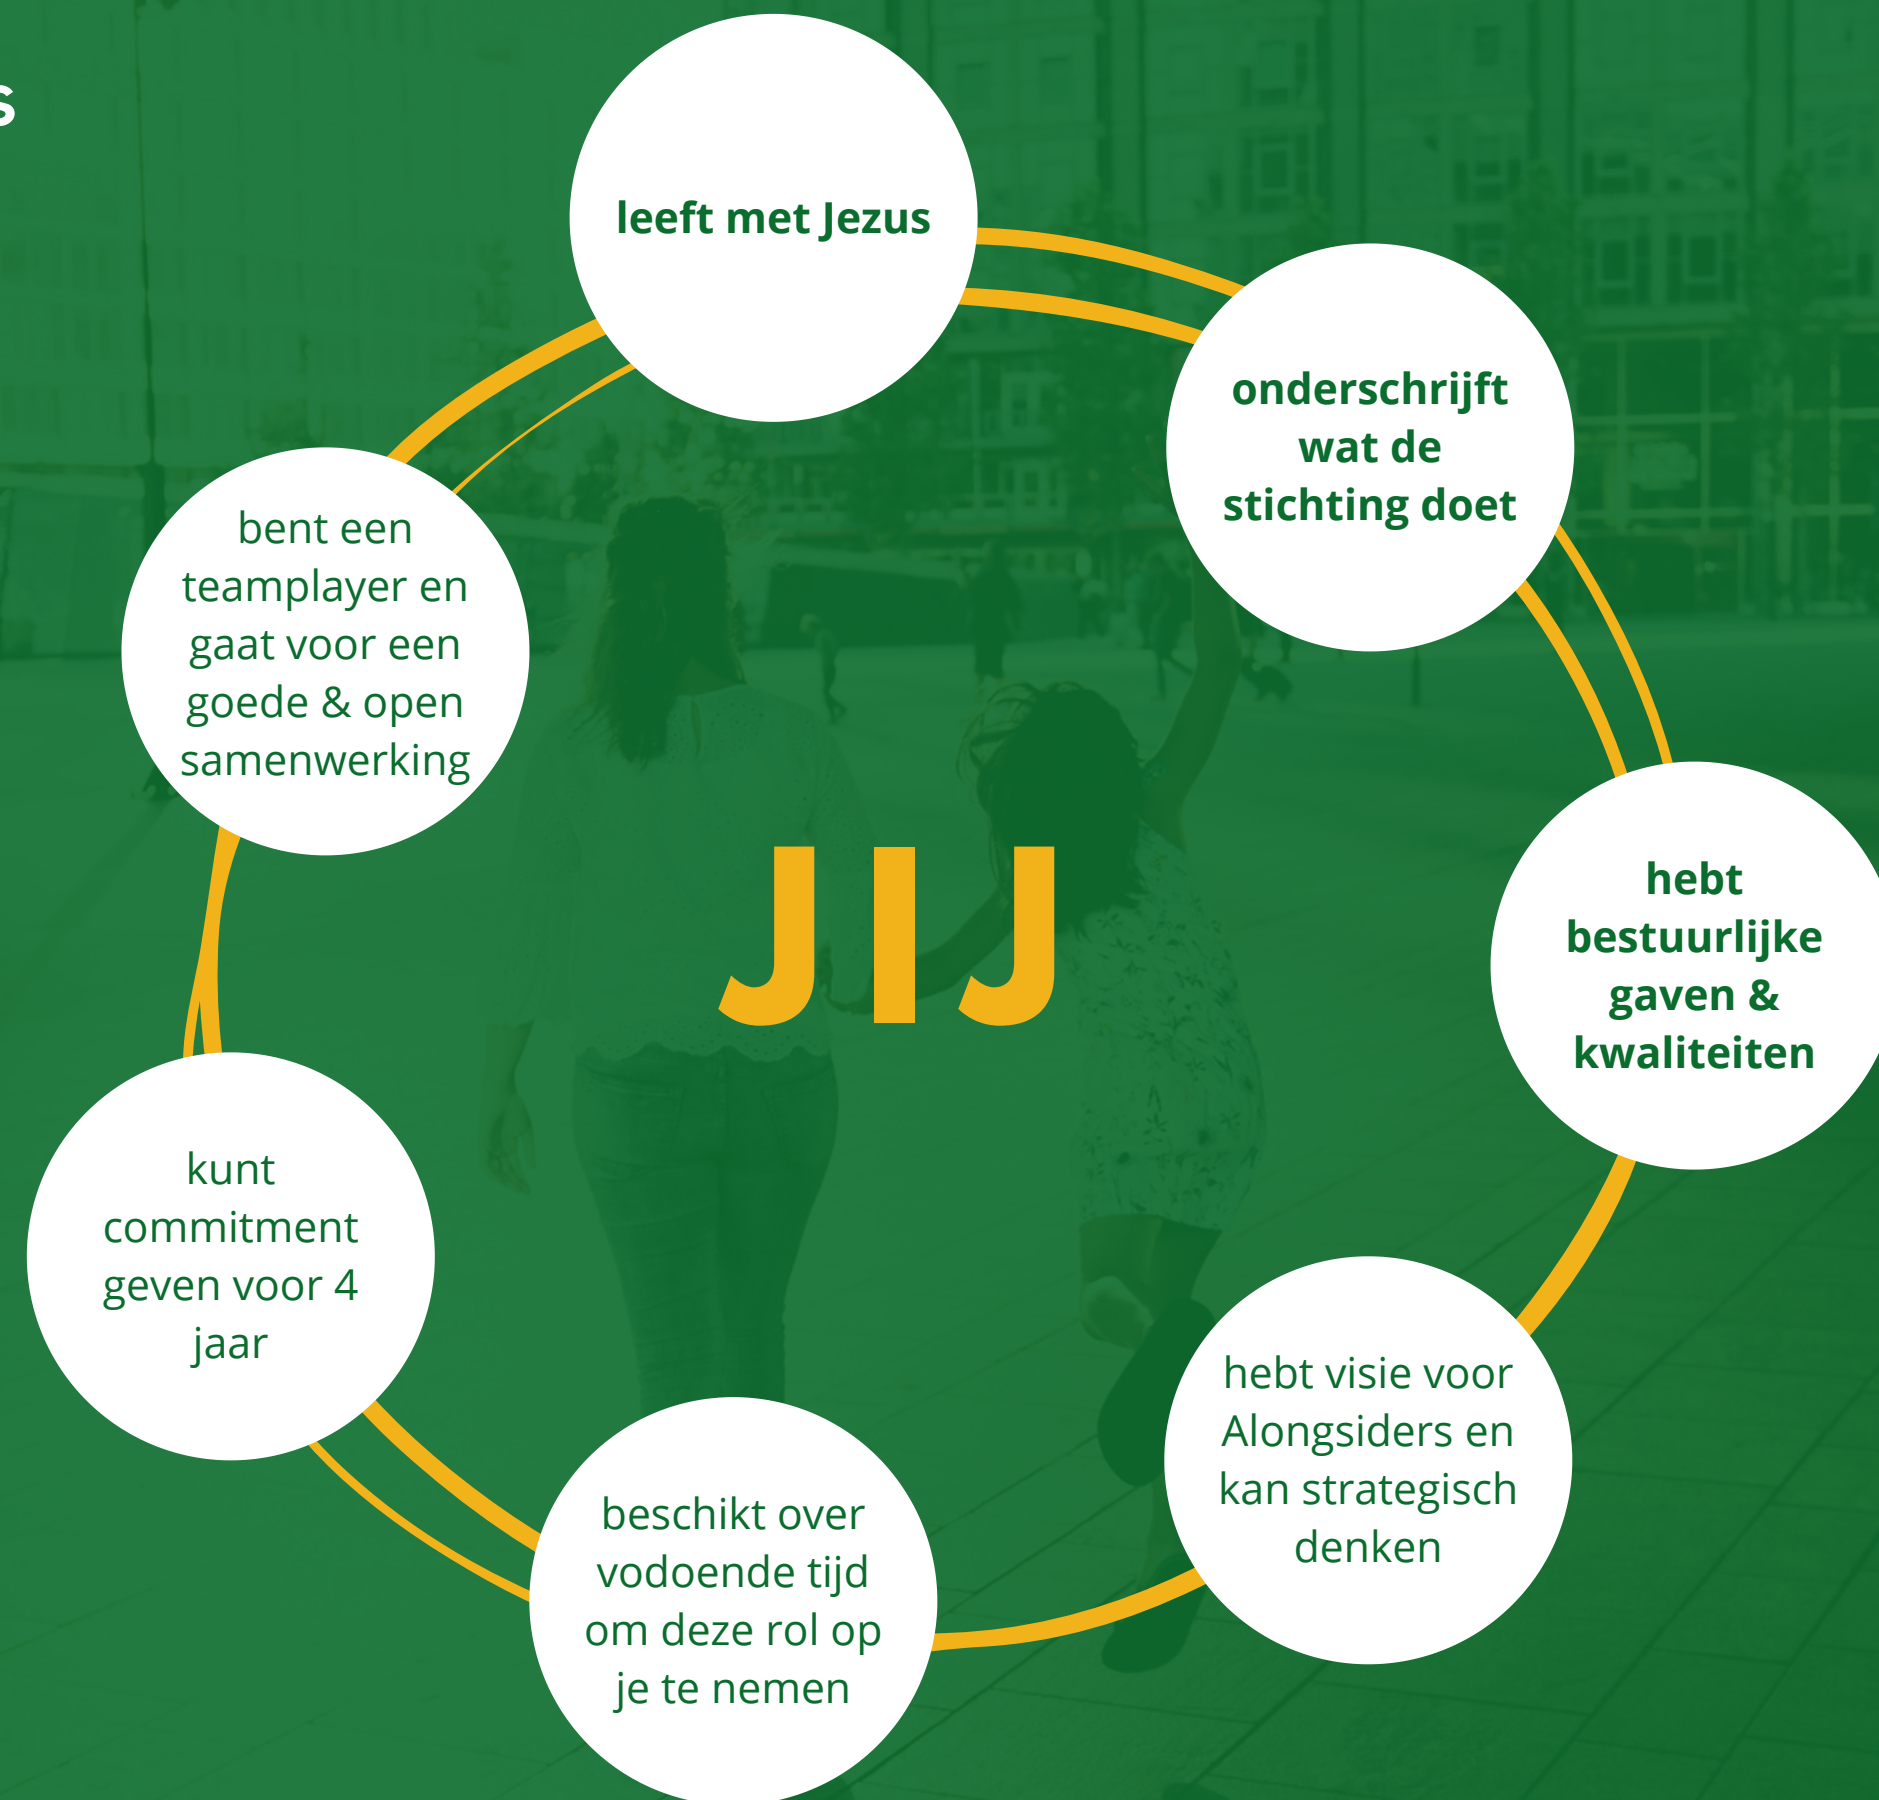 s
leeft met Jezus
onderschrijft
wat de
stichting doet
hebt
bestuurlijke
gaven &
kwaliteiten
hebt visie voor
Alongsiders en
kan strategisch
denken
beschikt over
vodoende tijd
om deze rol op
je te nemen
kunt
commitment
geven voor 4
jaar
bent een
teamplayer en
gaat voor een
goede & open
samenwerking
JIJ